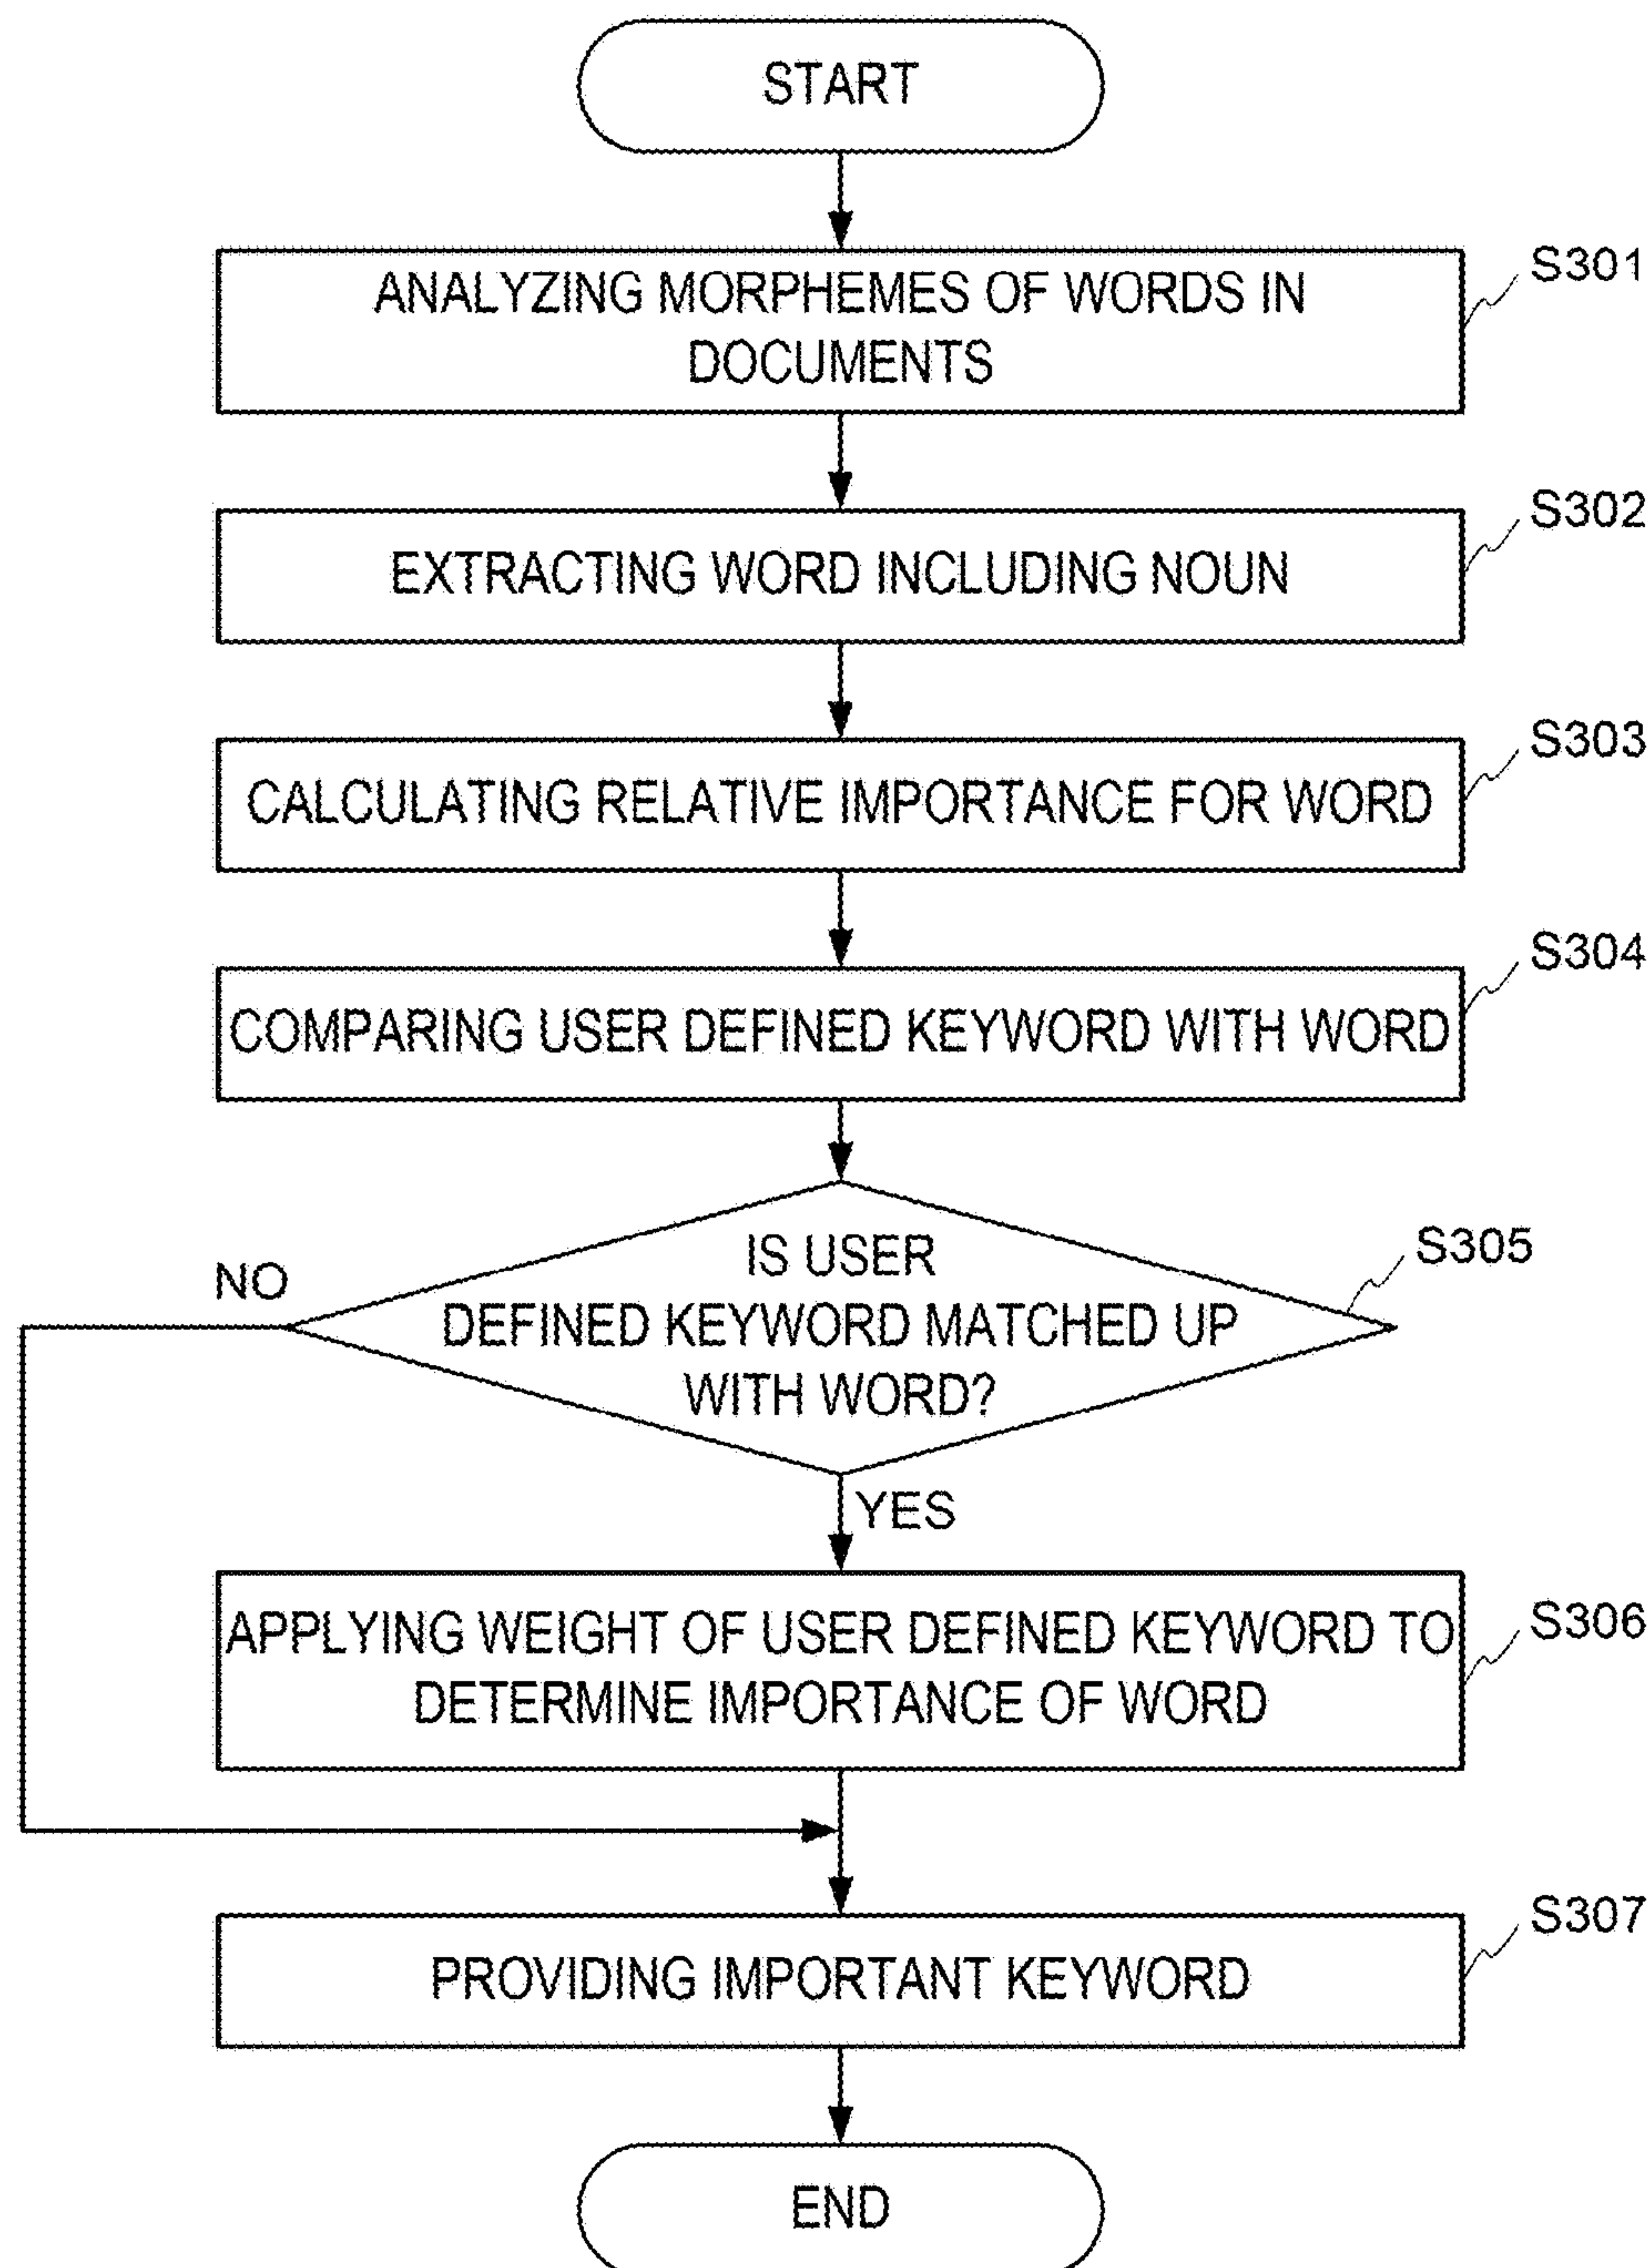 START
ANALYZING MORPHEMES OF WORDS IN
DOCUMENTS
S301
EXTRACTING WORD INCLUDING NOUN
S302
CALCULATING RELATIVE IMPORTANCE FOR WORD
S303
COMPARING USER DEFINED KEYWORD WITH WORD
S304
IS USER
DEFINED KEYWORD MATCHED UP
WITH WORD?
S305
NO
YES
APPLYING WEIGHT OF USER DEFINED KEYWORD TO
DETERMINE IMPORTANCE OF WORD
S306
PROVIDING IMPORTANT KEYWORD
S307
END